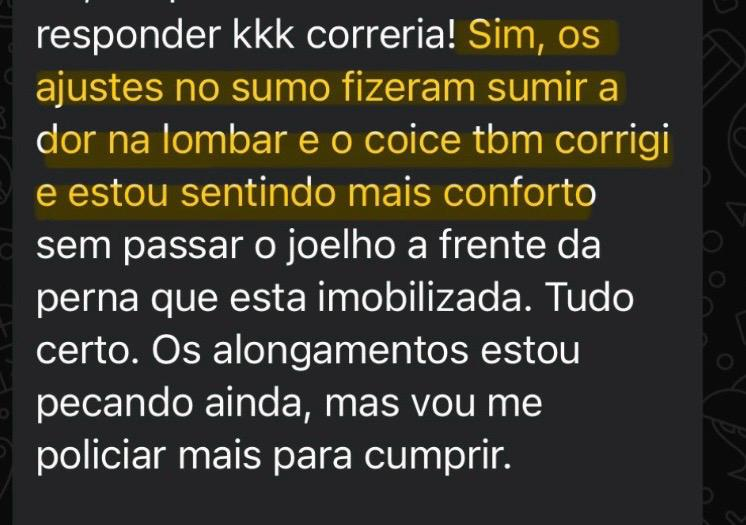 responder kkk correria! Sim, os
ajustes no sumo fizeram sumir a
dor na lombar e o coice tbm corrigi
e estou sentindo mais conforto
sem passar o joelho a frente da
perna que esta imobilizada. Tudo
certo. Os alongamentos estou
pecando ainda, mas vou me
policiar mais para cumprir.